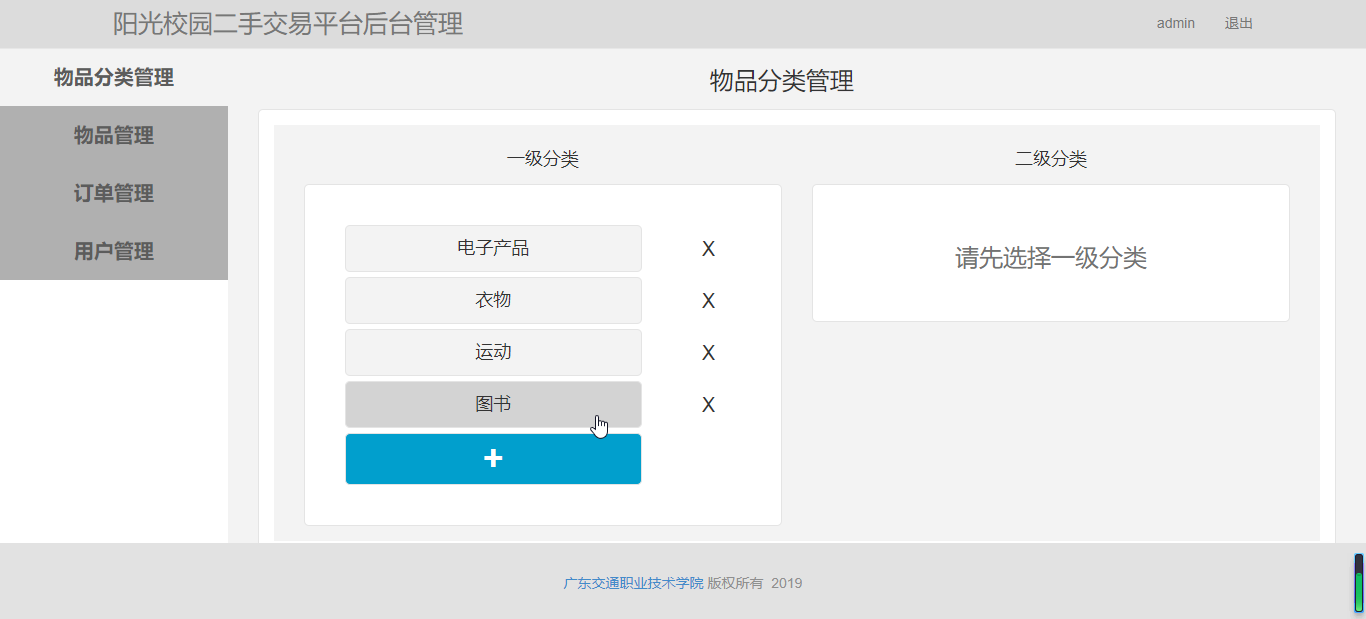 阳光校园二手交易平台后台管理
admin 退出
物品分类管理
物品管理
订单管理
用户管理
物品分类管理
一级分类
电子产品 X
衣物 X
运动 X
图书 X
+
二级分类
请先选择一级分类
广东交通职业技术学院 版权所有 2019